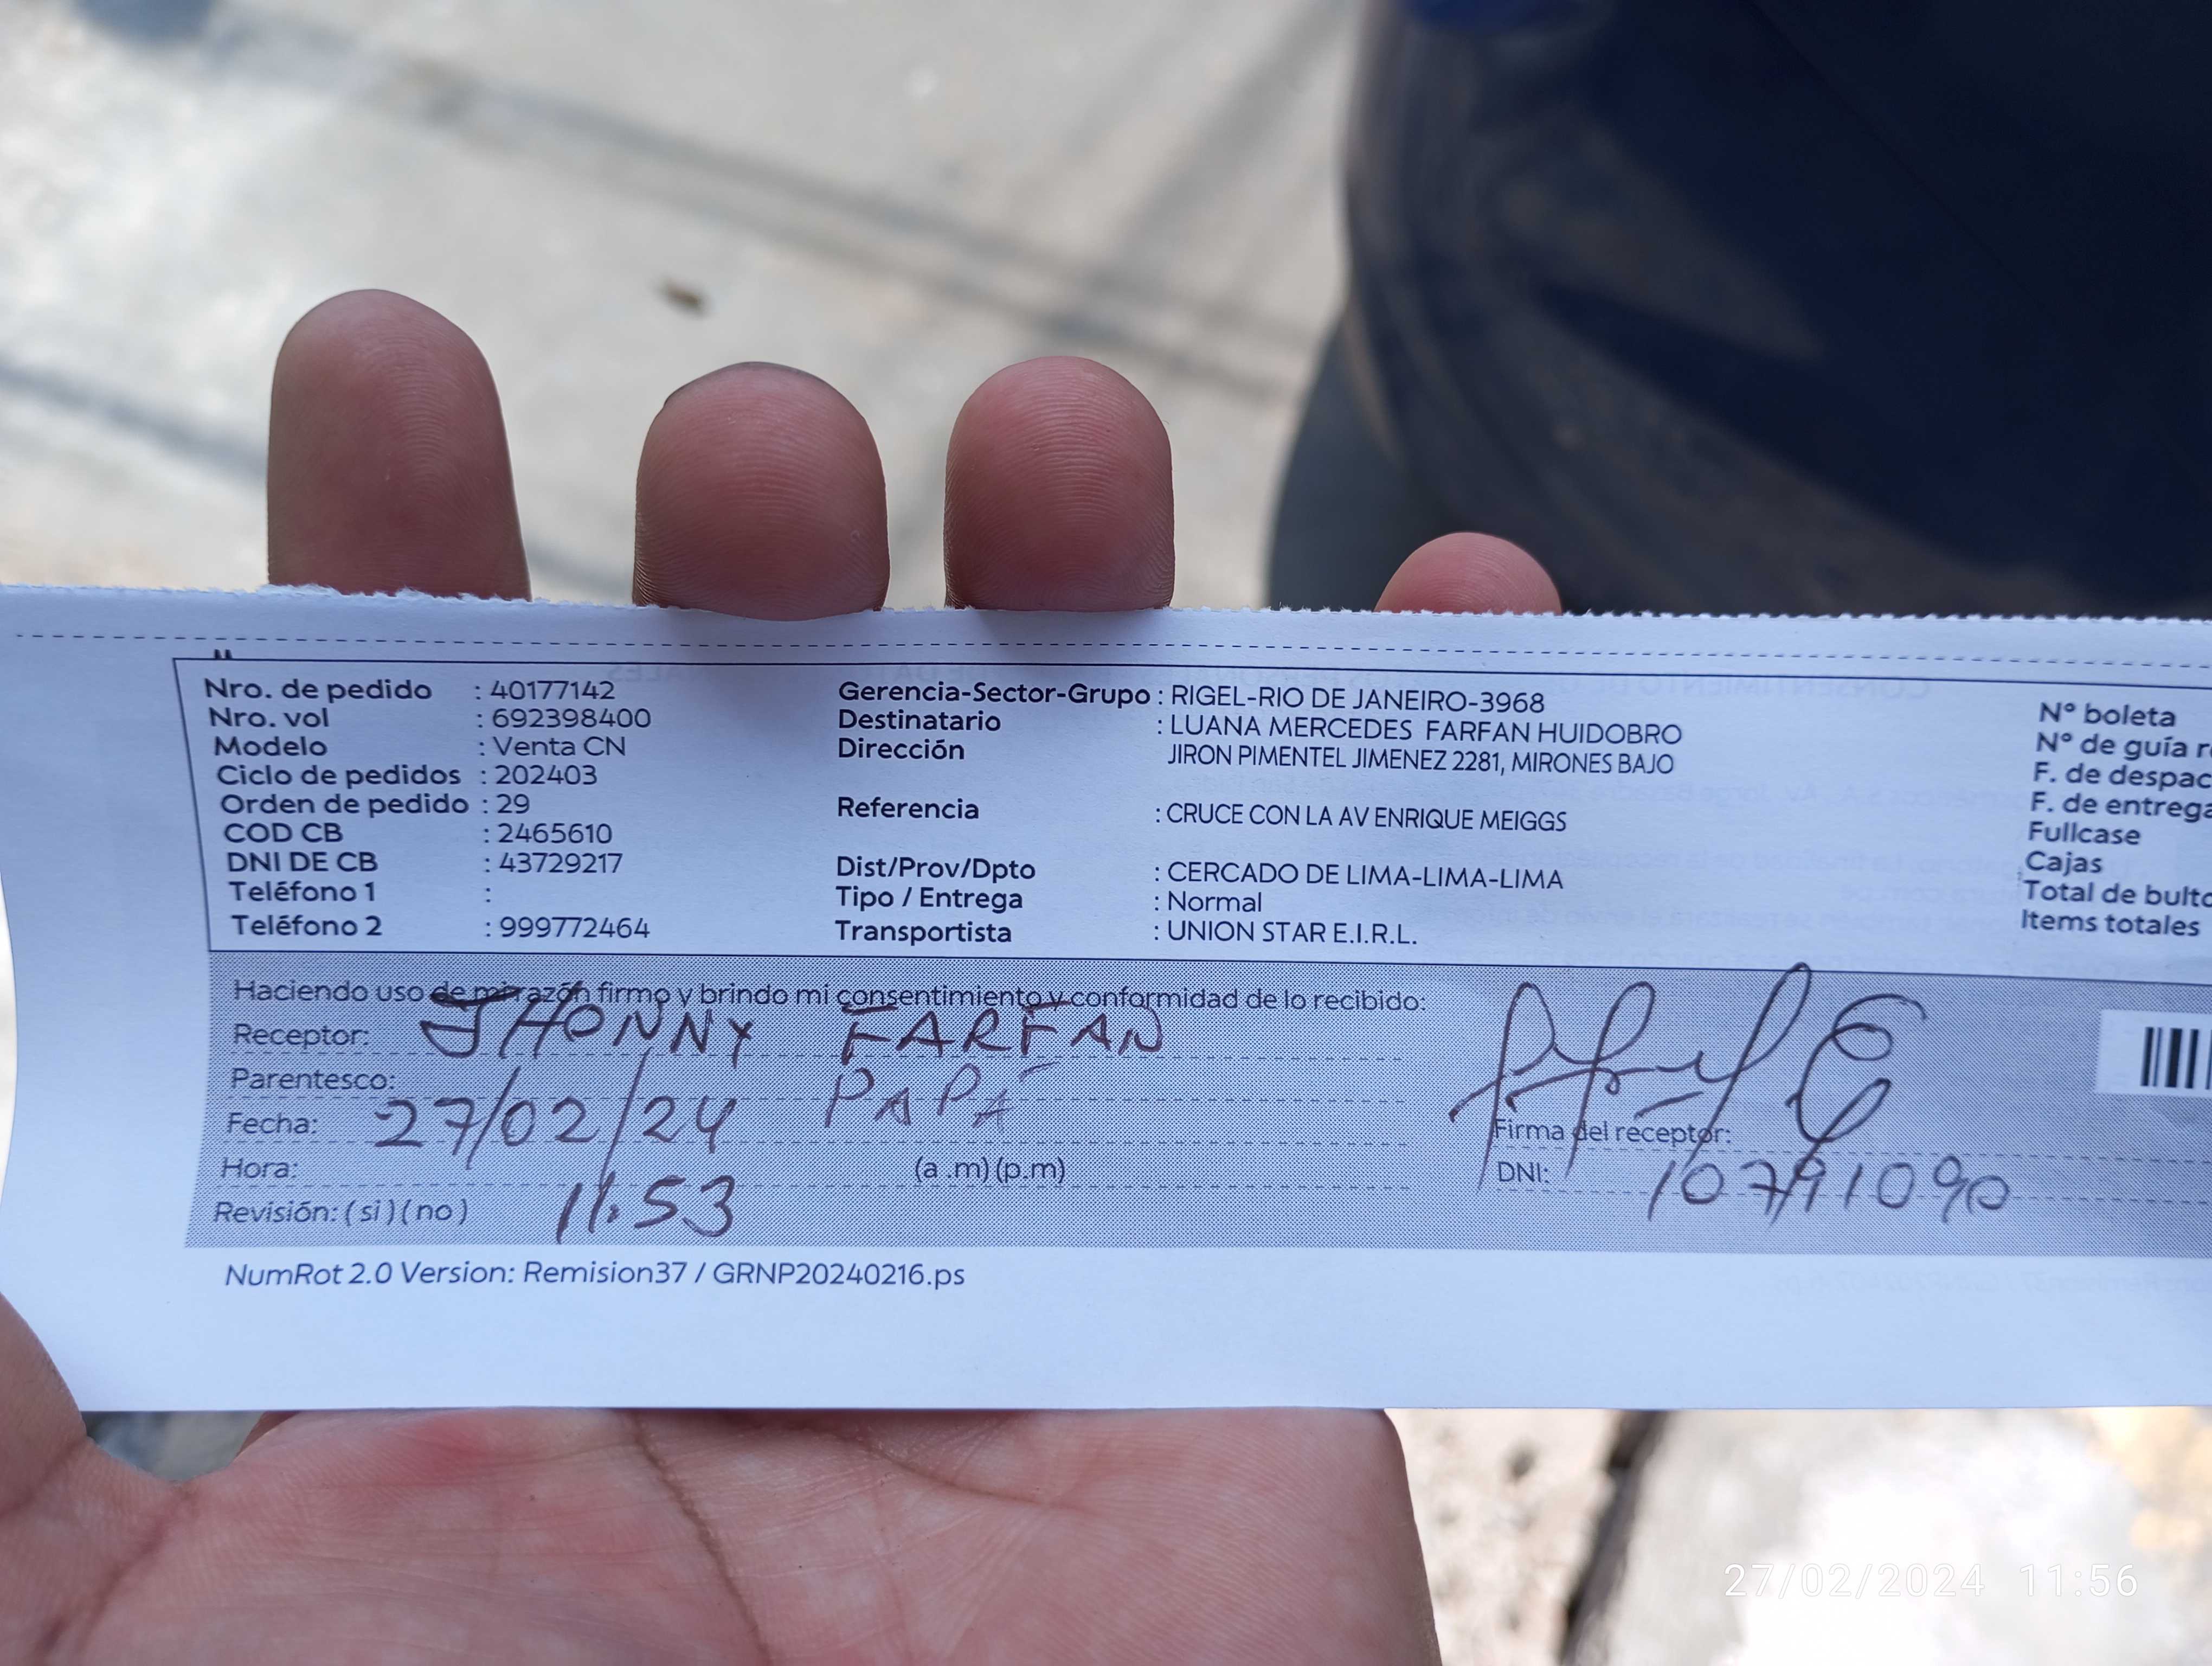 Nro. de pedido : 40177142
Nro. vol : 692398400
Modelo : Venta CN
Ciclo de pedidos : 202403
Orden de pedido : 29
COD CB : 2465610
DNI DE CB : 43729217
Teléfono 1 :
Teléfono 2 : 999772464
Gerencia-Sector-Grupo : RIGEL-RIO DE JANEIRO-3968
Destinatario : LUANA MERCEDES FARFAN HUIDOBRO
Dirección JIRON PIMENTEL JIMENEZ 2281, MIRONES BAJO
Referencia : CRUCE CON LA AV ENRIQUE MEIGGS
Dist/Prov/Dpto : CERCADO DE LIMA-LIMA-LIMA
Tipo / Entrega : Normal
Transportista : UNION STAR E.I.R.L.
N° boleta
N° de guía
F. de despac
F. de entrega
Fullcase
Cajas
Total de bulto
Items totales
Haciendo uso de mi razón firmo y brindo mi consentimiento y conformidad de lo recibido:
Receptor: JHONNY FARFAN
Parentesco: PAPÁ
Fecha: 27/02/24
Hora: 11:53 (a .m) (p.m)
Revisión: ( si ) ( no )
Firma del receptor:
DNI: 10791090
NumRot 2.0 Version: Remision37 / GRNP20240216.ps
27/02/2024 11:56